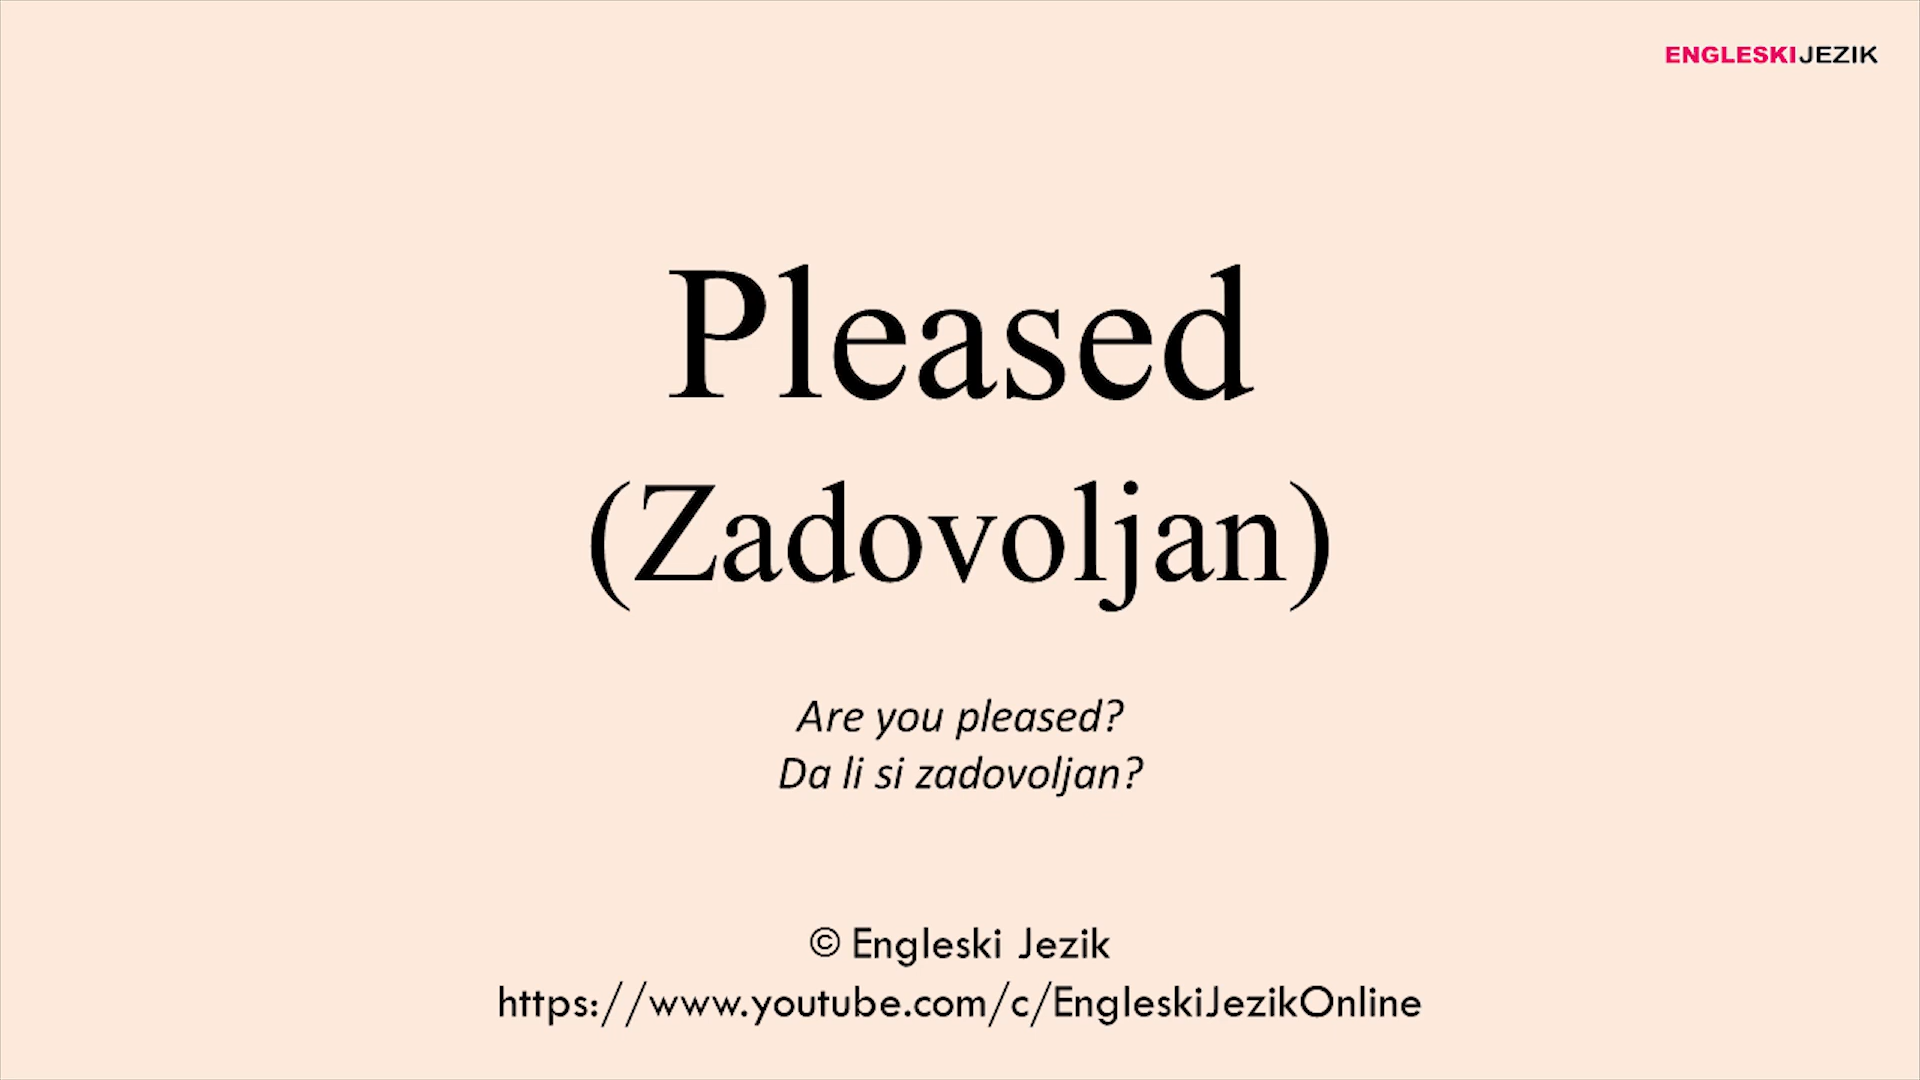 ENGLESKIJEZIK
Pleased
(Zadovoljan)
Are you pleased?
Da li si zadovoljan?
© Engleski Jezik
https://www.youtube.com/c/EngleskiJezikOnline